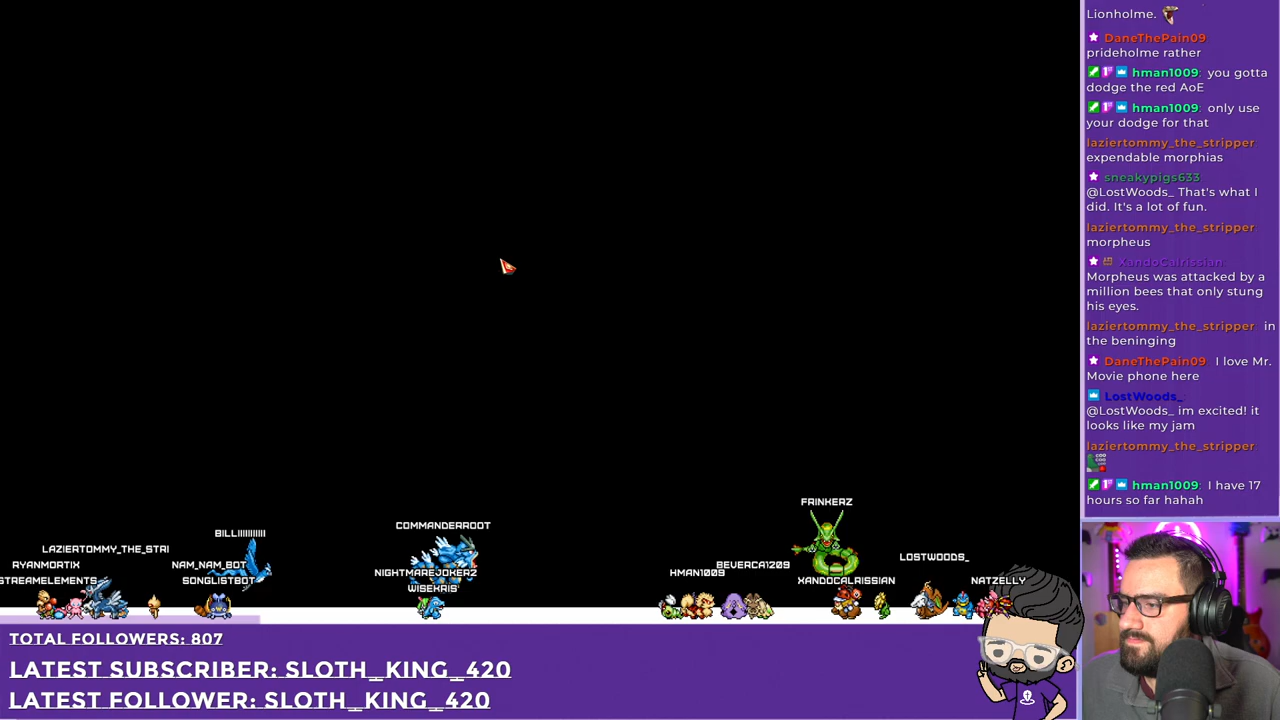 Lionholme.
DaneThePain09:
prideholme rather
hman1009: you gotta
dodge the red AoE
hman1009: only use
your dodge for that
laziertommy_the_stripper:
expendable morphias
sneakypigs633:
@LostWoods_ That's what I
did. It's a lot of fun.
laziertommy_the_stripper:
morpheus
XandoCalrissian:
Morpheus was attacked by a
million bees that only stung
his eyes.
laziertommy_the_stripper: in
the beninging
DaneThePain09: I love Mr.
Movie phone here
LostWoods_:
@LostWoods_ im excited! it
looks like my jam
laziertommy_the_stripper:
hman1009: I have 17
hours so far hahah
FRINKERZ
COMMANDERROOT
BILLIIIIIIIIIII
LAZIERTOMMY_THE_STRI
LOSTWOODS_
RYANMORTIX
NAM_NAM_BOT
NIGHTMAREJOKER2
HMAN1009
BEVERCA1209
STREAMELEMENTS
SONGLISTBOT
WISEKRIS
XANDOCALRISSIAN
NATZELLY
TOTAL FOLLOWERS: 807
LATEST SUBSCRIBER: SLOTH_KING_420
LATEST FOLLOWER: SLOTH_KING_420